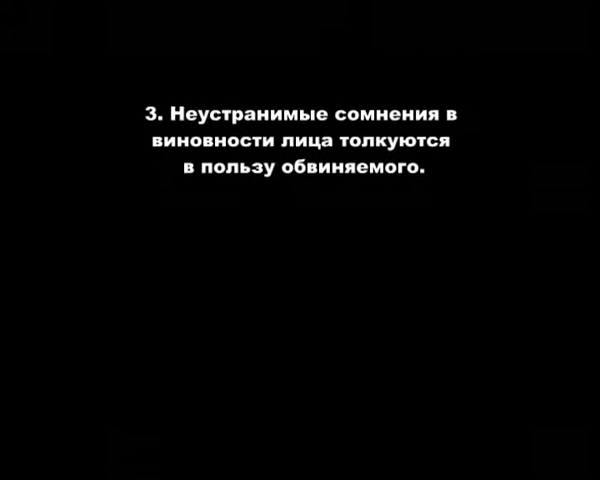 3. Неустранимые сомнения в
виновности лица толкуются
в пользу обвиняемого.